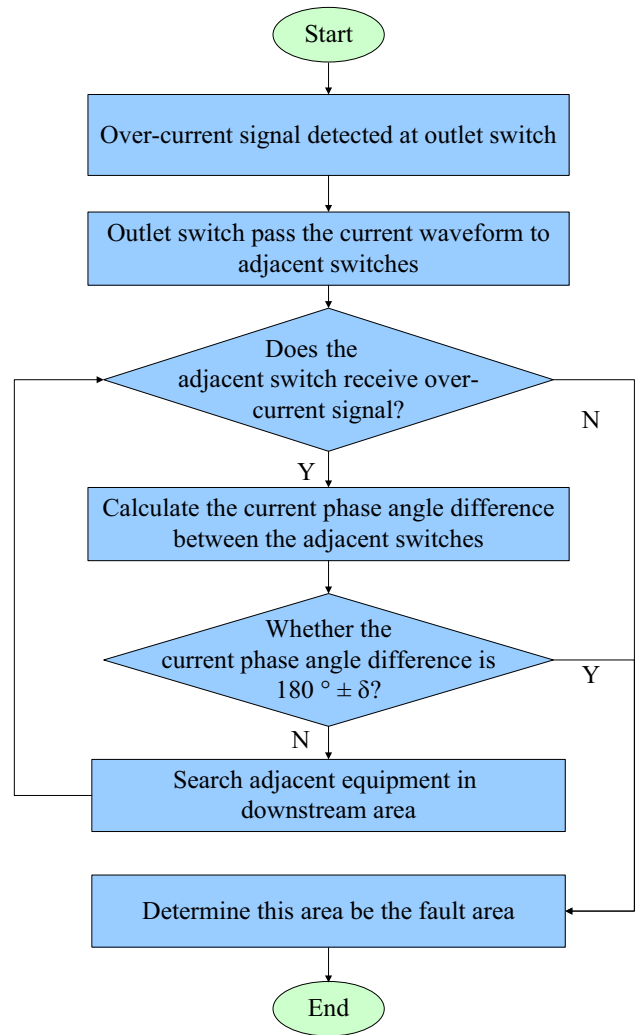 Start
Over-current signal detected at outlet switch
Outlet switch pass the current waveform to
adjacent switches
Does the
adjacent switch receive over-
current signal?
N
Y
Calculate the current phase angle difference
between the adjacent switches
Whether the
current phase angle difference is
180 ° ± δ?
Y
N
Search adjacent equipment in
downstream area
Determine this area be the fault area
End